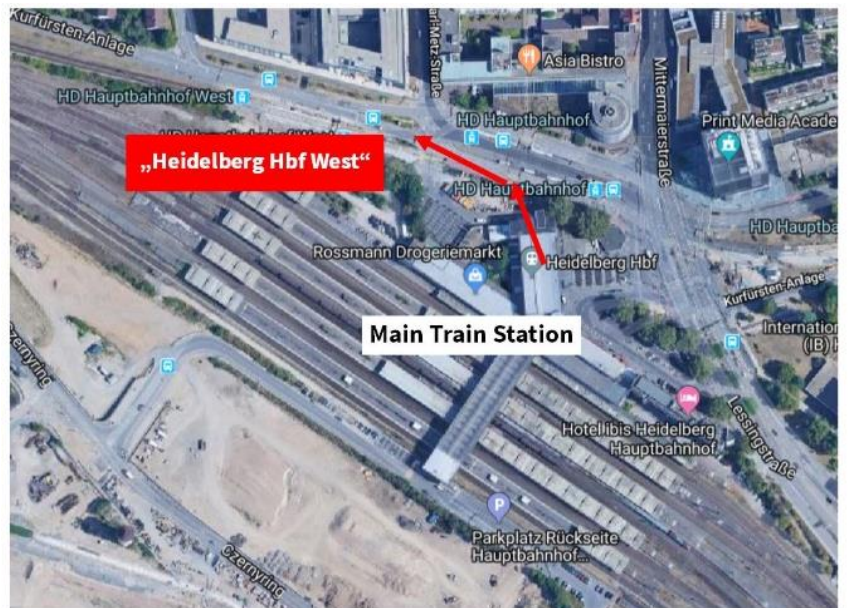 Kurfürsten-Anlage
Asia Bistro
Mittermaierstraße
HD Hauptbahnhof West
HD Hauptbahnhof
Print Media Acade
„Heidelberg Hbf West“
HD Hauptbahnhof
HD Hauptba
Rossmann Drogeriemarkt
Heidelberg Hbf
Kurfürsten-Anlage
Main Train Station
Internation
(IB) H
Czernyring
Lessingstraße
Hotel ibis Heidelberg
Hauptbahnhof
P
Parkplatz Rückseite
Hauptbahnhof...
Czernyring